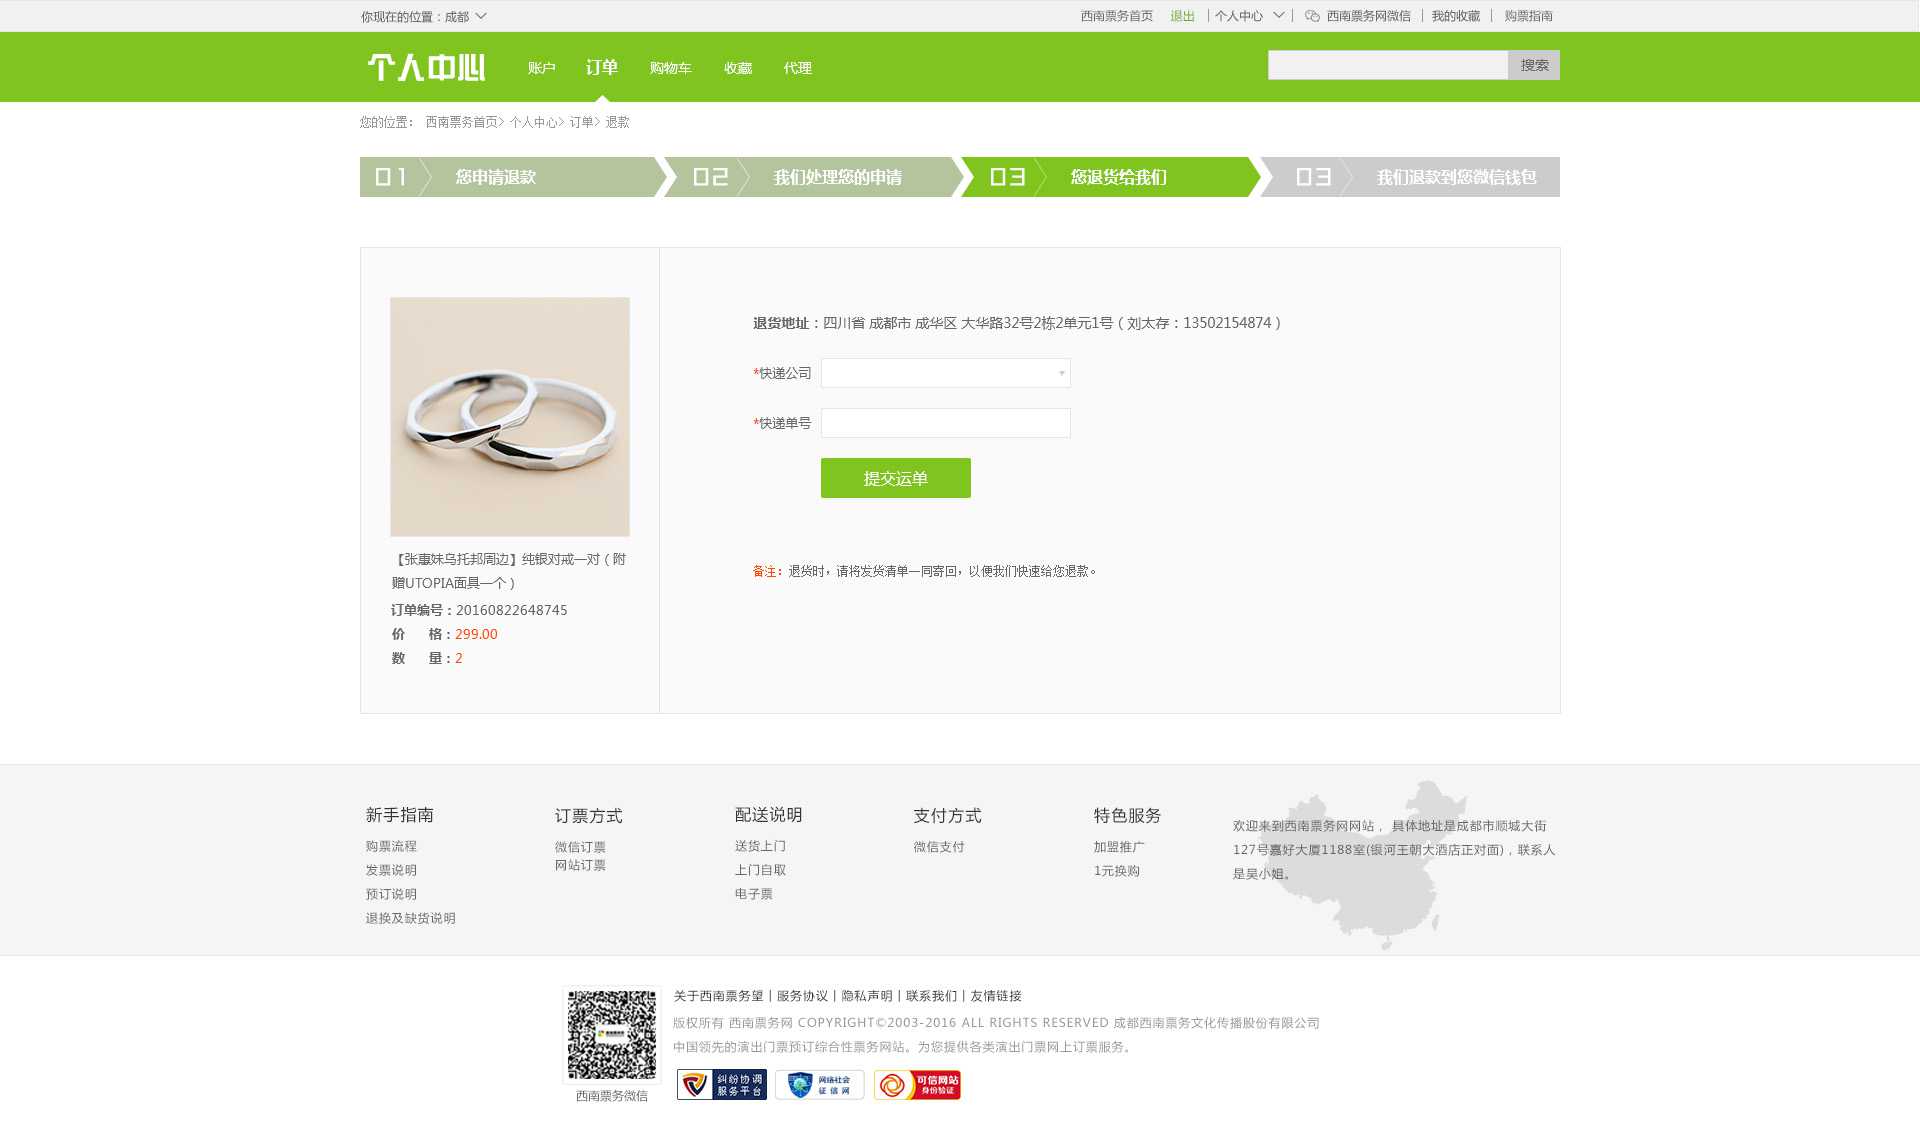 你现在的位置：成都
西南票务首页 退出 个人中心 西南票务网微信 我的收藏 购票指南
个人中心 账户 订单 购物车 收藏 代理 搜索
您的位置： 西南票务首页> 个人中心> 订单> 退款
01 您申请退款 02 我们处理您的申请 03 您退货给我们 03 我们退款到您微信钱包
退货地址：四川省 成都市 成华区 大华路32号2栋2单元1号（刘太存：13502154874）
*快递公司
*快递单号
提交运单
备注：退货时，请将发货清单一同寄回，以便我们快速给您退款。
【张惠妹乌托邦周边】纯银对戒一对（附
赠UTOPIA面具一个）
订单编号：20160822648745
价 格：299.00
数 量：2
新手指南
购票流程
发票说明
预订说明
退换及缺货说明
订票方式
微信订票
网站订票
配送说明
送货上门
上门自取
电子票
支付方式
微信支付
特色服务
加盟推广
1元换购
欢迎来到西南票务网网站， 具体地址是成都市顺城大街
127号嘉好大厦1188室(银河王朝大酒店正对面)，联系人
是吴小姐。
西南票务微信
关于西南票务望丨服务协议丨隐私声明丨联系我们丨友情链接
版权所有 西南票务网 COPYRIGHT©2003-2016 ALL RIGHTS RESERVED 成都西南票务文化传播股份有限公司
中国领先的演出门票预订综合性票务网站。为您提供各类演出门票网上订票服务。
纠纷协调
服务平台
网络社会
征信网
可信网站
身份验证